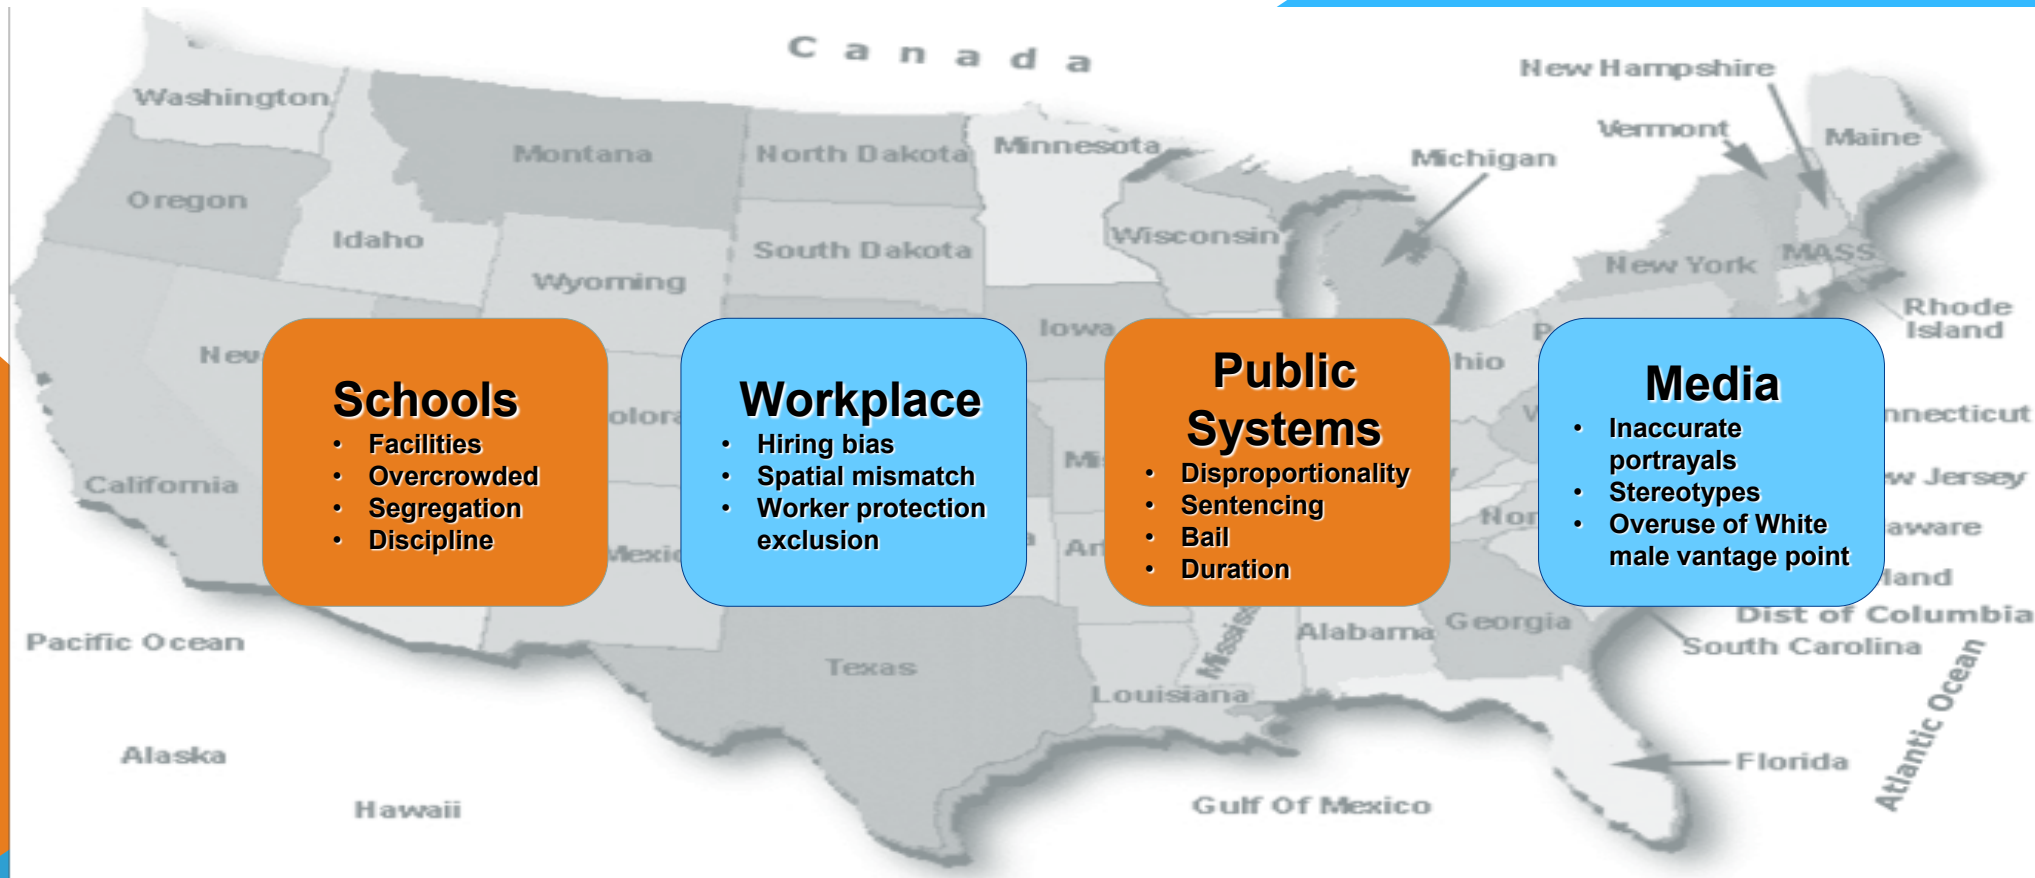 Canada
New Hampshire
Washington
Vermont
Maine
Minnesota
Montana
North Dakota
Michigan
Oregon
Idaho
Wisconsin
South Dakota
MASS
New York
Wyoming
Rhode
Island
Iowa
Schools
• Facilities
• Overcrowded
• Segregation
• Discipline
Workplace
• Hiring bias
• Spatial mismatch
• Worker protection
exclusion
Public
Systems
• Disproportionality
• Sentencing
• Bail
• Duration
Media
• Inaccurate
portrayals
• Stereotypes
• Overuse of White
male vantage point
California
Dist of Columbia
Georgia
Alabama
Pacific Ocean
South Carolina
Texas
Louisiana
Alaska
Florida
Atlantic Ocean
Hawaii
Gulf Of Mexico